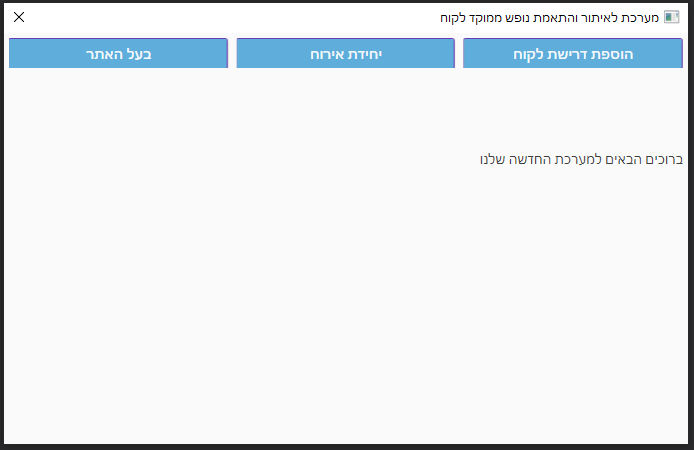 מערכת לאיתור והתאמת נופש ממוקד לקוח
הוספת דרישת לקוח
יחידת אירוח
בעל האתר
ברוכים הבאים למערכת החדשה שלנו